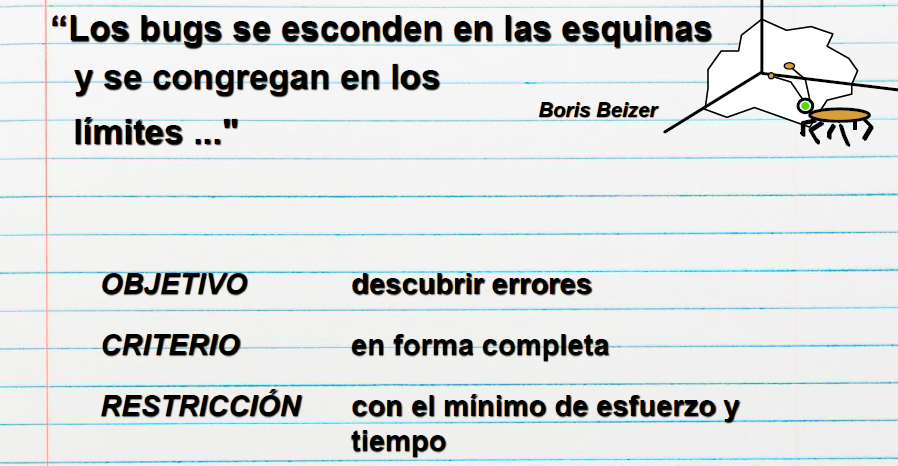 “Los bugs se esconden en las esquinas
y se congregan en los
límites ..."
Boris Beizer
OBJETIVO descubrir errores
CRITERIO en forma completa
RESTRICCIÓN con el mínimo de esfuerzo y
tiempo